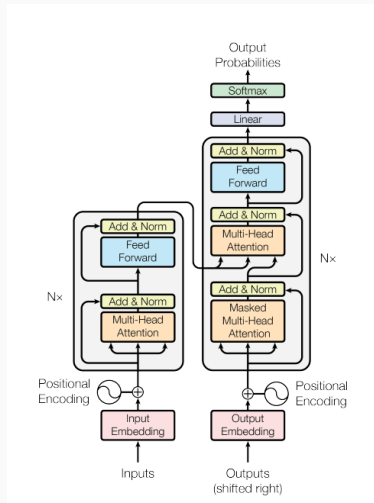 Output
Probabilities
Softmax
Linear
Add & Norm
Feed
Forward
Add & Norm
Multi-Head
Attention
Add & Norm
Masked
Multi-Head
Attention
N×
Add & Norm
Feed
Forward
N×
Add & Norm
Multi-Head
Attention
Positional
Encoding
Positional
Encoding
Input
Embedding
Output
Embedding
Inputs
Outputs
(shifted right)